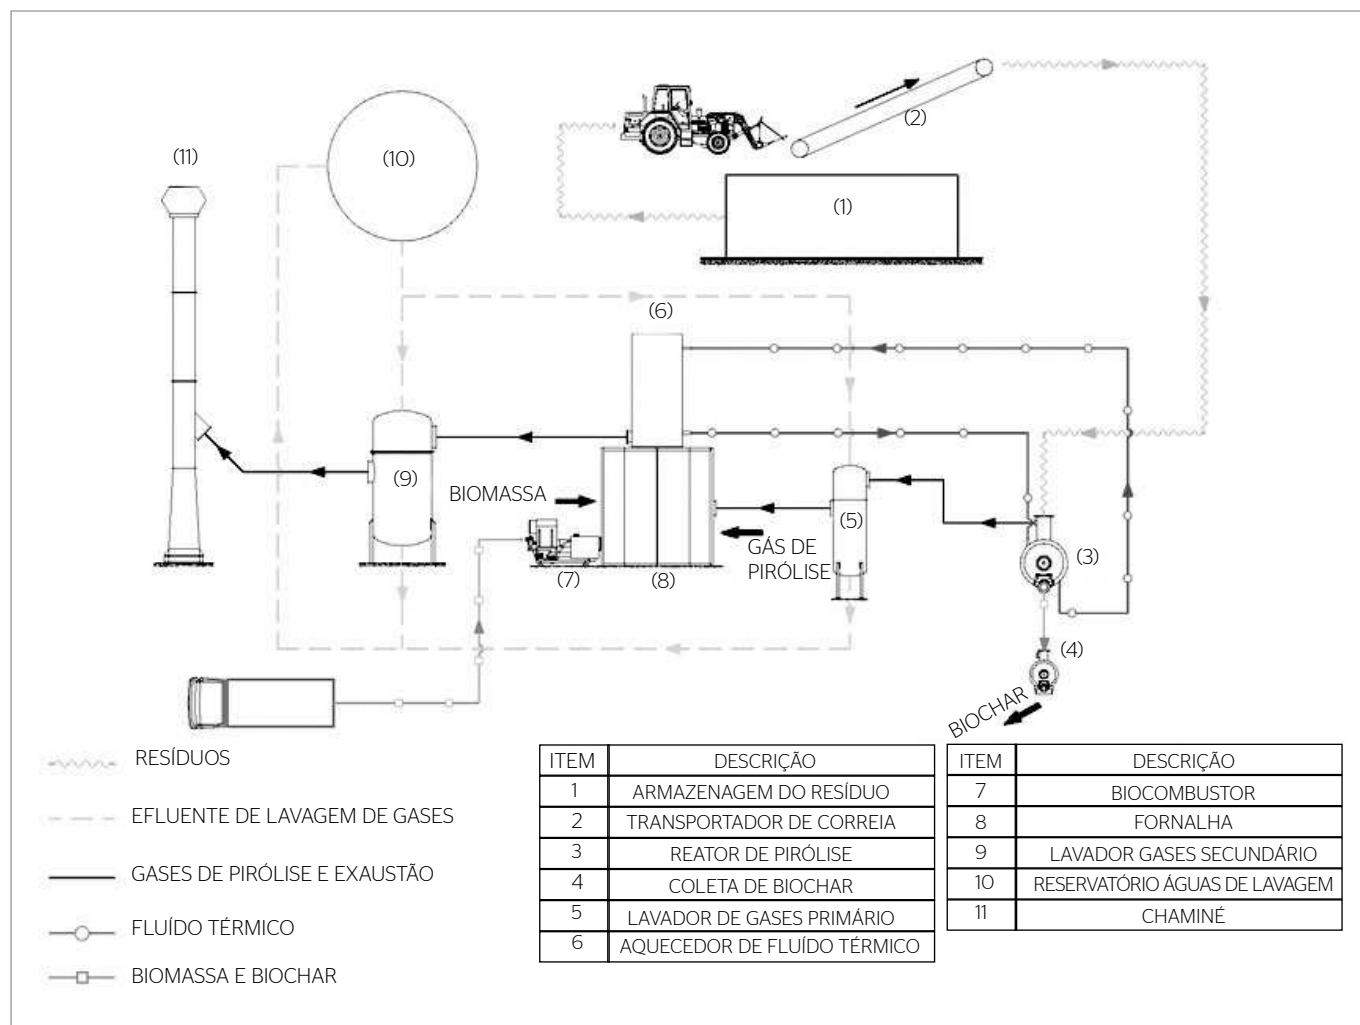 (11)
(10)
(2)
(1)
(6)
(9)
BIOMASSA
(5)
GÁS DE
PIRÓLISE
(3)
(7)
(8)
(4)
BIOCHAR
RESÍDUOS
EFLUENTE DE LAVAGEM DE GASES
GASES DE PIRÓLISE E EXAUSTÃO
FLUÍDO TÉRMICO
BIOMASSA E BIOCHAR
ITEM DESCRIÇÃO
1 ARMAZENAGEM DO RESÍDUO
2 TRANSPORTADOR DE CORREIA
3 REATOR DE PIRÓLISE
4 COLETA DE BIOCHAR
5 LAVADOR DE GASES PRIMÁRIO
6 AQUECEDOR DE FLUÍDO TÉRMICO
ITEM DESCRIÇÃO
7 BIOCOMBUSTOR
8 FORNALHA
9 LAVADOR GASES SECUNDÁRIO
10 RESERVATÓRIO ÁGUAS DE LAVAGEM
11 CHAMINÉ